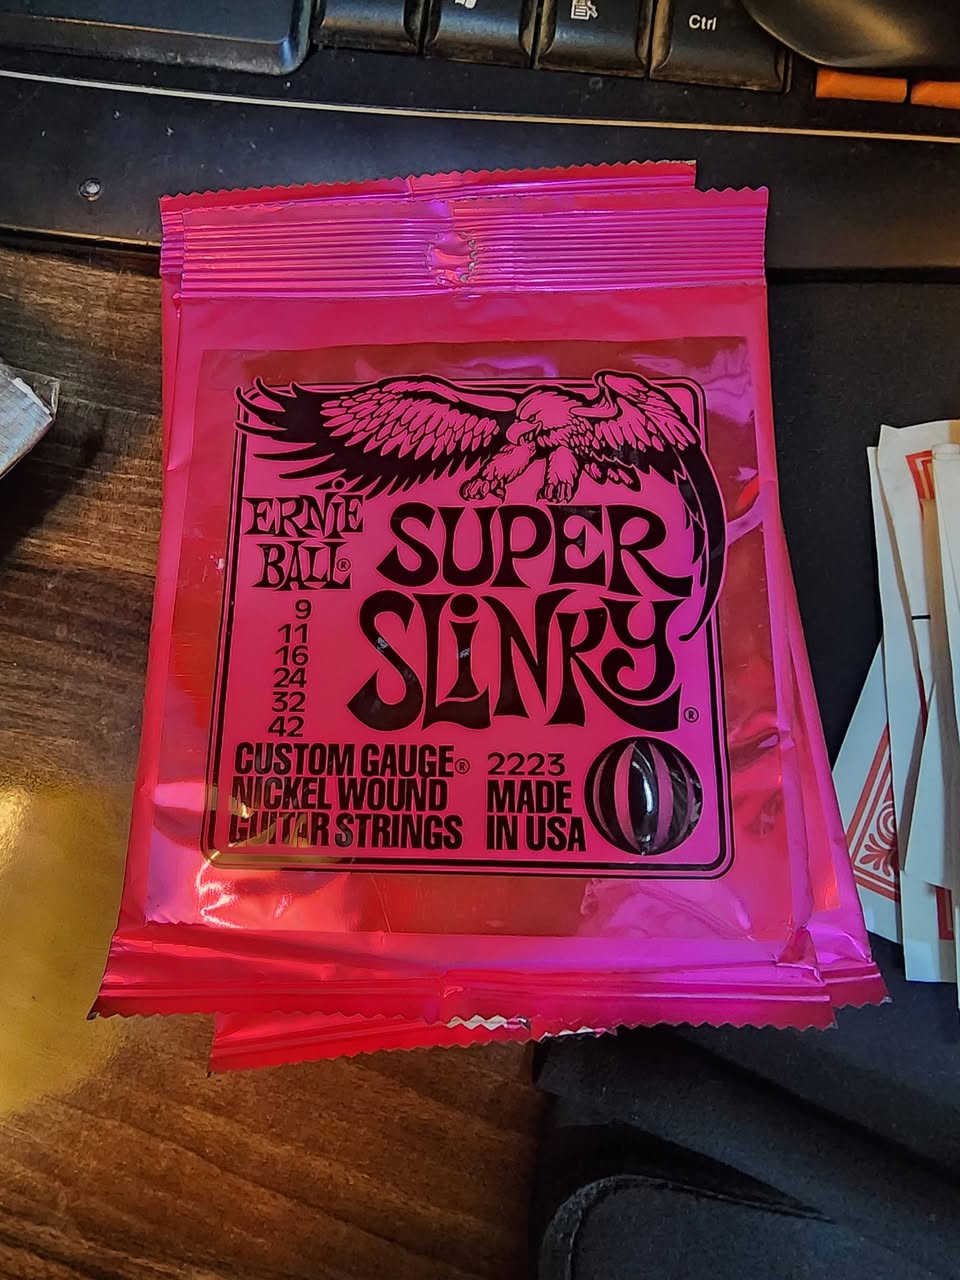 Ctrl
ERNiE
BALL®
SUPER
SLiNKY®
9
11
16
24
32
42
CUSTOM GAUGE®
NICKEL WOUND
GUITAR STRINGS
2223
MADE
IN USA